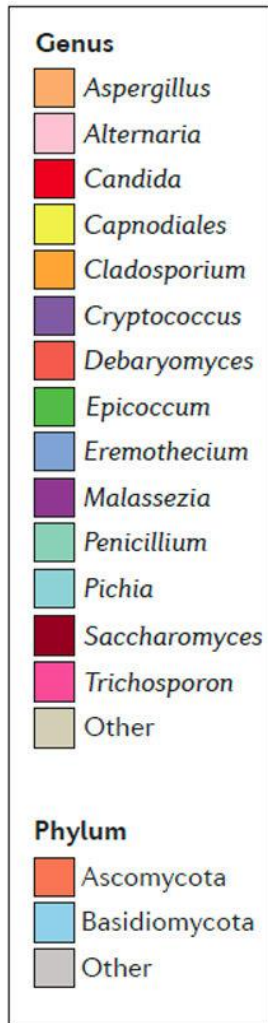 Genus
Aspergillus
Alternaria
Candida
Capnodiales
Cladosporium
Cryptococcus
Debaryomyces
Epicoccum
Eremothecium
Malassezia
Penicillium
Pichia
Saccharomyces
Trichosporon
Other
Phylum
Ascomycota
Basidiomycota
Other